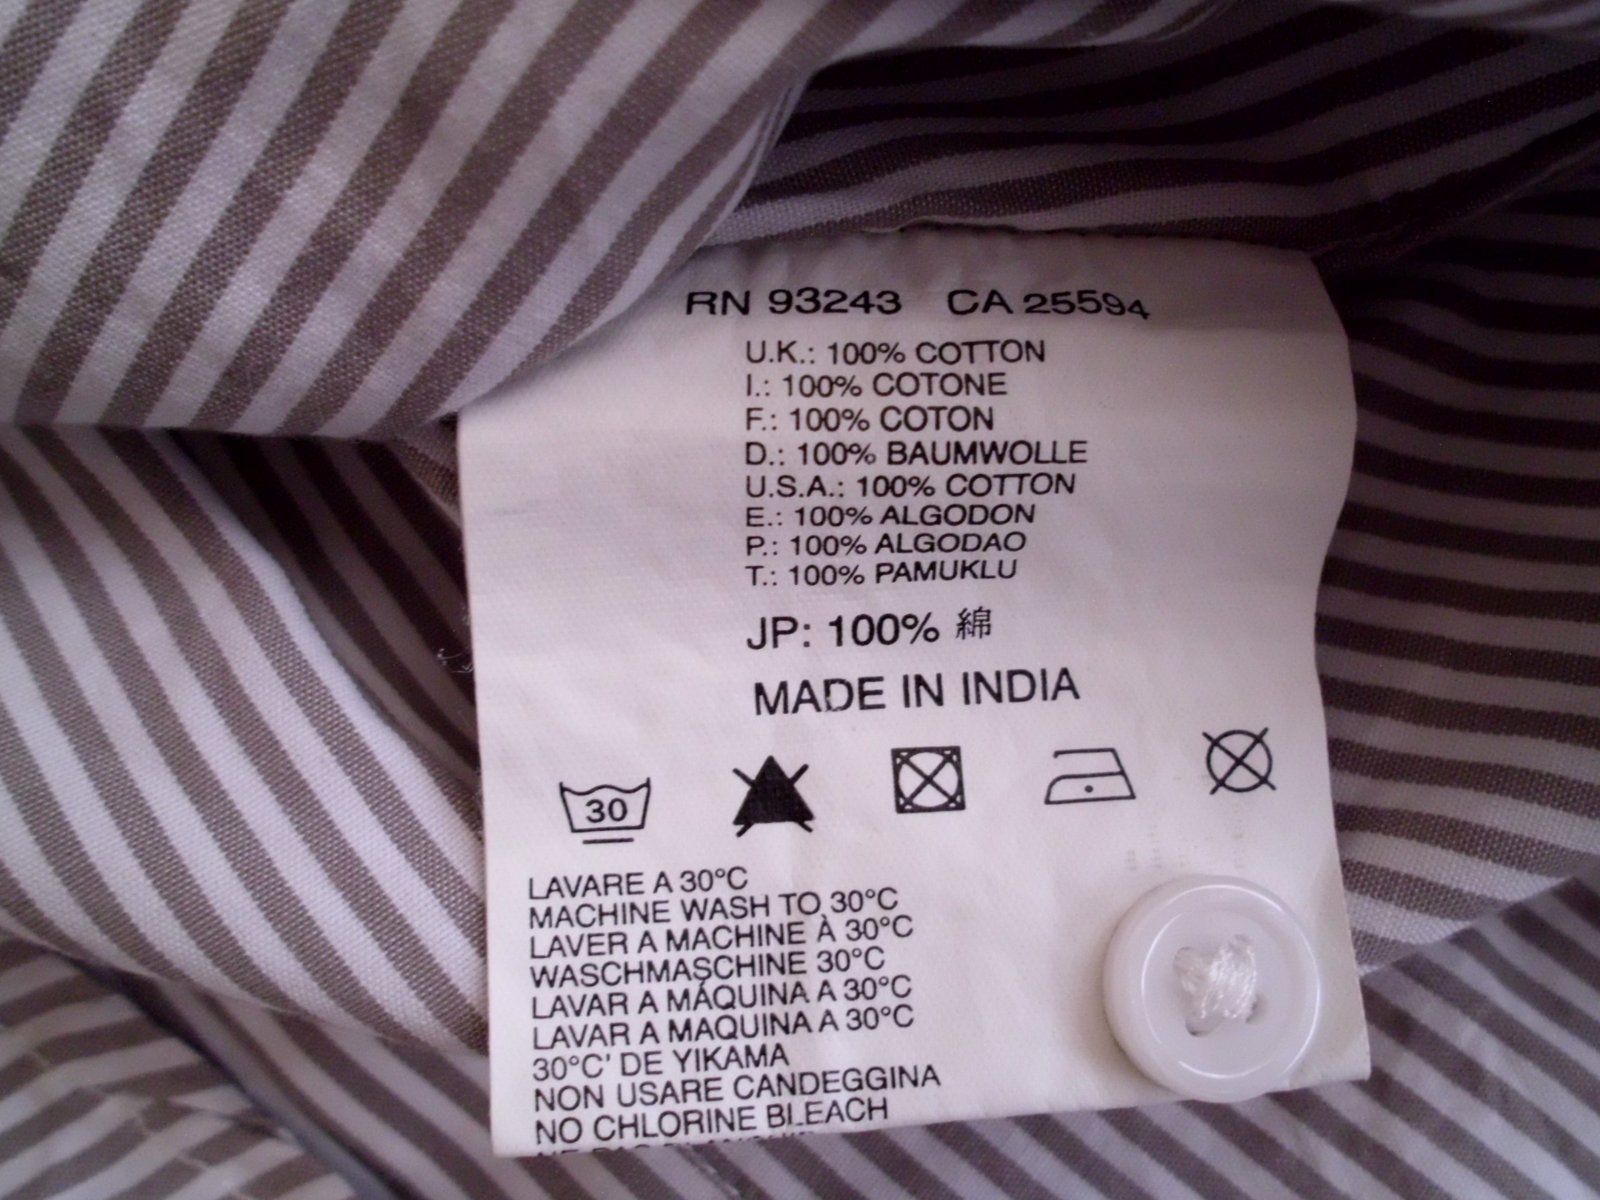 RN 93243 CA 25594
U.K.: 100% COTTON
I.: 100% COTONE
F.: 100% COTON
D.: 100% BAUMWOLLE
U.S.A.: 100% COTTON
E.: 100% ALGODON
P.: 100% ALGODAO
T.: 100% PAMUKLU
JP: 100% 綿
MADE IN INDIA
30
LAVARE A 30°C
MACHINE WASH TO 30°C
LAVER A MACHINE À 30°C
WASCHMASCHINE 30°C
LAVAR A MÁQUINA A 30°C
LAVAR A MAQUINA A 30°C
30°C' DE YIKAMA
NON USARE CANDEGGINA
NO CHLORINE BLEACH